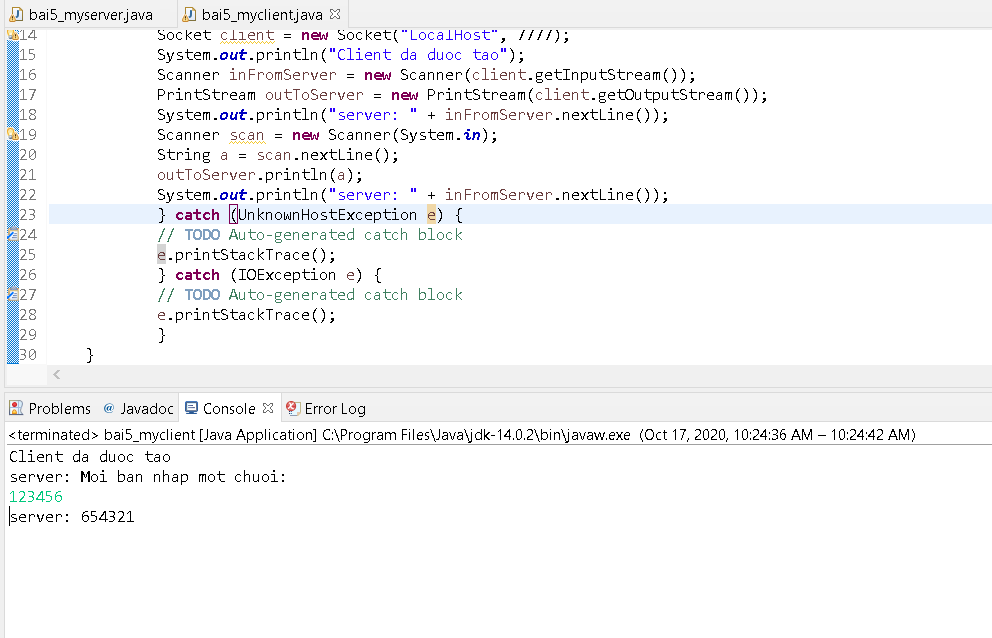 bai5_myserver.java bai5_myclient.java
14 Socket client = new Socket("LocalHost", 7777);
15 System.out.println("Client da duoc tao");
16 Scanner inFromServer = new Scanner(client.getInputStream());
17 PrintStream outToServer = new PrintStream(client.getOutputStream());
18 System.out.println("server: " + inFromServer.nextLine());
19 Scanner scan = new Scanner(System.in);
20 String a = scan.nextLine();
21 outToServer.println(a);
22 System.out.println("server: " + inFromServer.nextLine());
23 } catch (UnknownHostException e) {
24 // TODO Auto-generated catch block
25 e.printStackTrace();
26 } catch (IOException e) {
27 // TODO Auto-generated catch block
28 e.printStackTrace();
29 }
30 }
Problems @ Javadoc Console Error Log
<terminated> bai5_myclient [Java Application] C:\Program Files\Java\jdk-14.0.2\bin\javaw.exe (Oct 17, 2020, 10:24:36 AM – 10:24:42 AM)
Client da duoc tao
server: Moi ban nhap mot chuoi:
123456
server: 654321